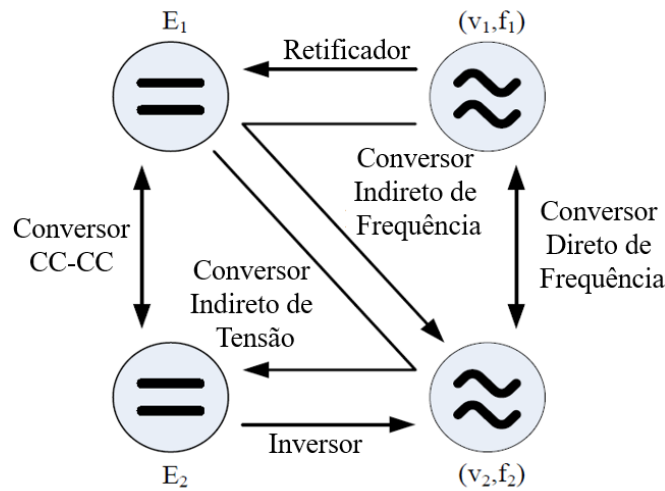 E₁
(v₁,f₁)
Retificador
Conversor
Indireto de
Frequência
Conversor
CC-CC
Conversor
Direto de
Frequência
Conversor
Indireto de
Tensão
Inversor
E₂
(v₂,f₂)